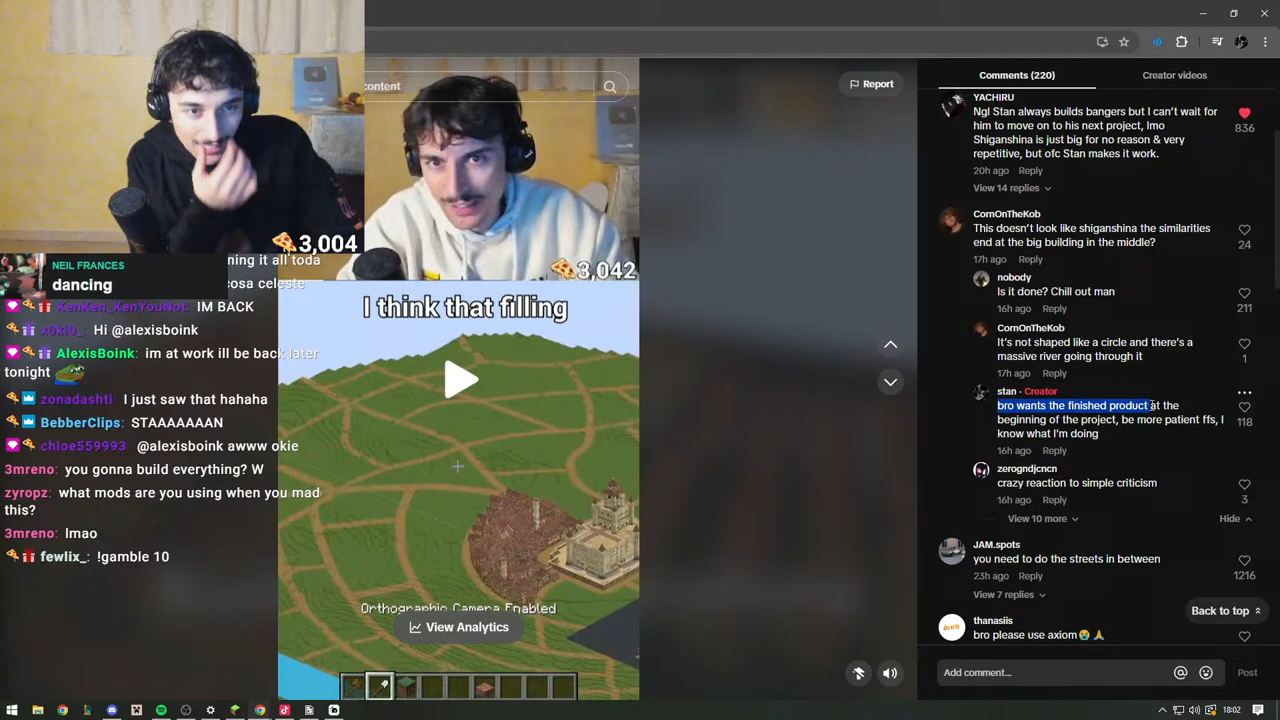 content
Report
Comments (220)
Creator videos
YACHIRU
Ngl Stan always builds bangers but I can't wait for
him to move on to his next project, Imo
Shiganshina is just big for no reason & very
repetitive, but ofc Stan makes it work.
836
20h ago Reply
View 14 replies
CornOnTheKob
This doesn't look like shiganshina the similarities
end at the big building in the middle?
24
17h ago Reply
nobody
Is it done? Chill out man
211
16h ago Reply
CornOnTheKob
It's not shaped like a circle and there's a
massive river going through it
1
17h ago Reply
stan · Creator
bro wants the finished product at the
beginning of the project, be more patient ffs, I
know what I'm doing
118
16h ago Reply
zerogndjcncn
crazy reaction to simple criticism
3
16h ago Reply
View 10 more
Hide
JAM.spots
you need to do the streets in between
1216
23h ago Reply
View 7 replies
Back to top
thanasiis
bro please use axiom😭🙏
Add comment...
Post
3,004
3,042
I think that filling
Orthographic Camera Enabled
View Analytics
NEIL FRANCES
dancing
ning it all toda
cosa celeste
KenKen_KenYouNot: IM BACK
x0kl0_: Hi @alexisboink
AlexisBoink: im at work ill be back later
tonight
zonadashti: I just saw that hahaha
BebberClips: STAAAAAAN
chloe559993 @alexisboink awww okie
3mreno: you gonna build everything? W
zyropz: what mods are you using when you mad
this?
3mreno: lmao
fewlix_: !gamble 10
18:02